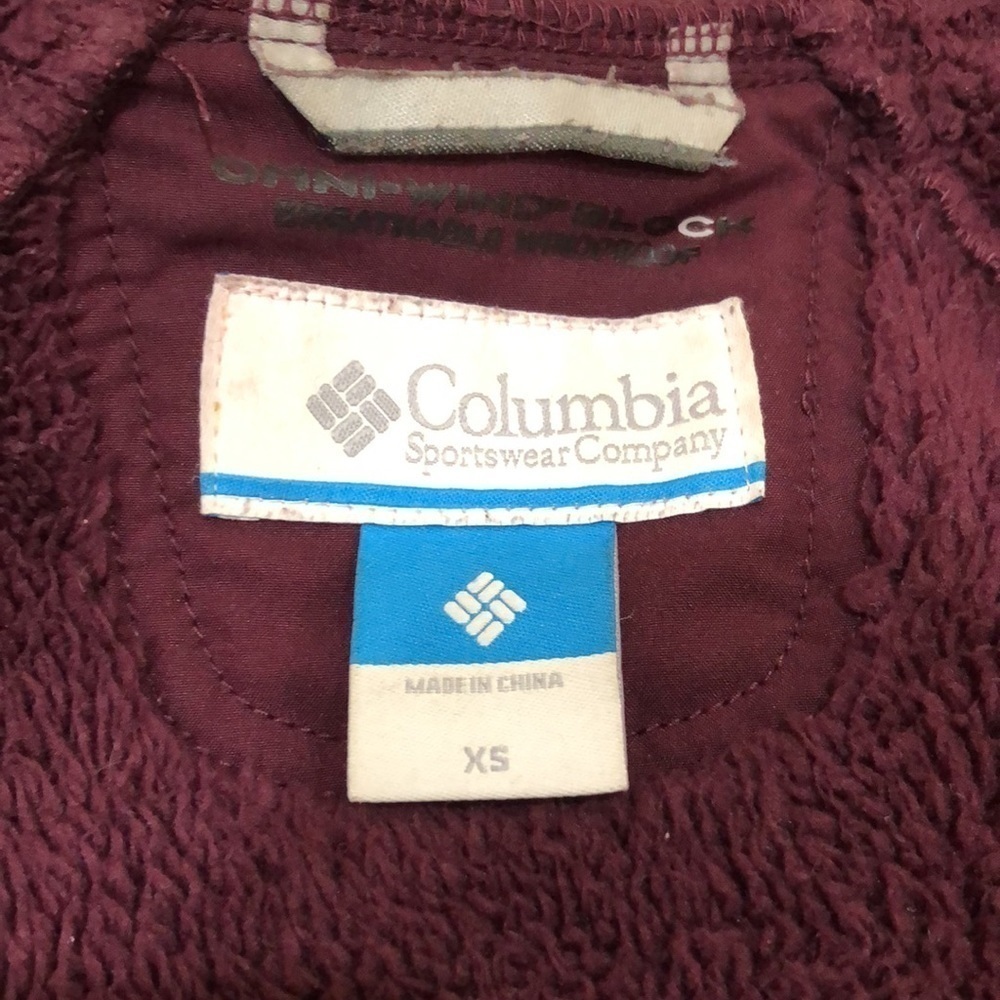 OMNI-WIND BLOCK
BREATHABLE WINDPROOF
Columbia
Sportswear Company
MADE IN CHINA
XS